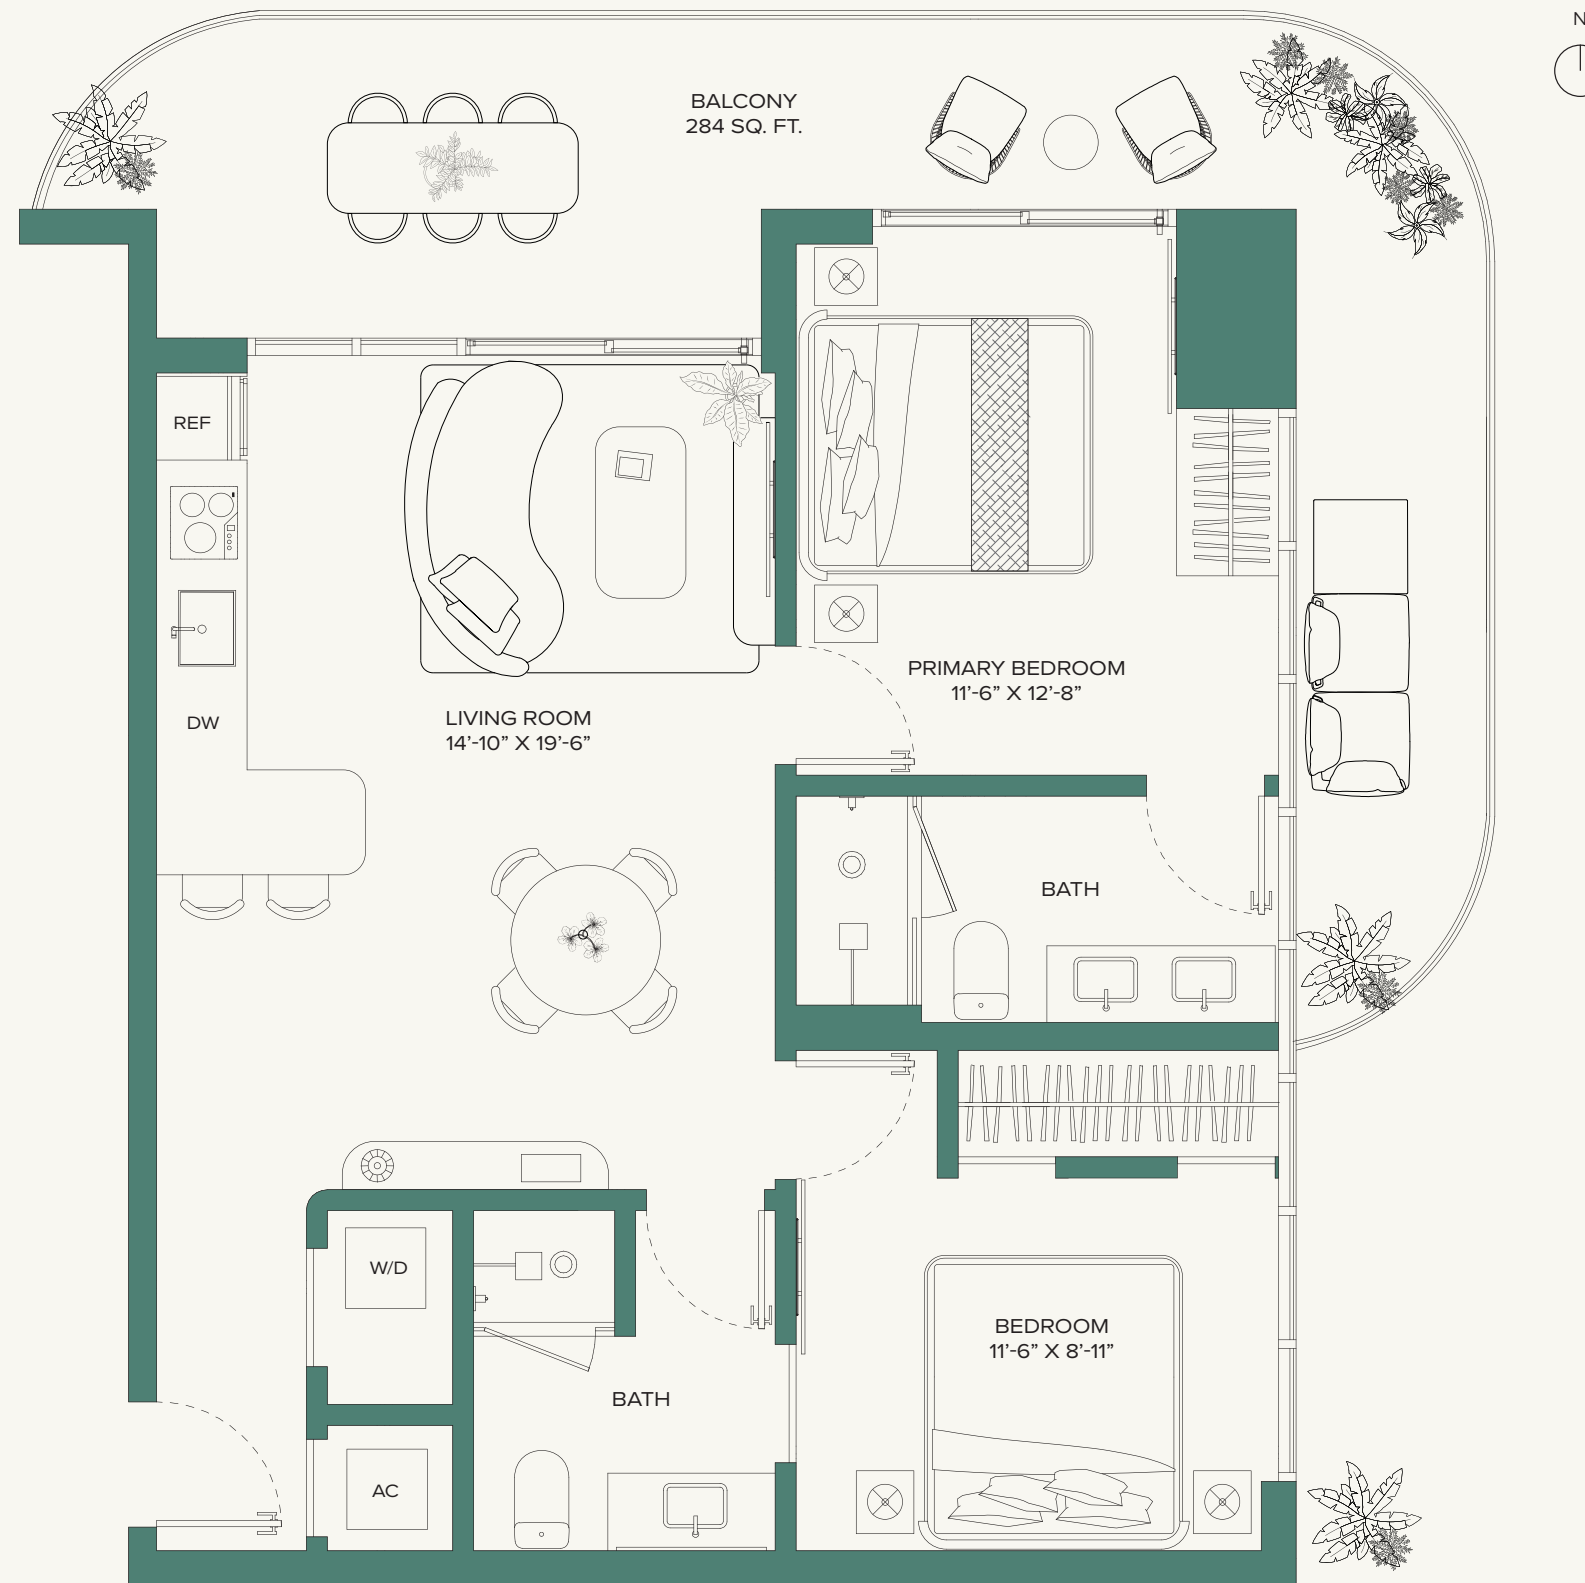 N
BALCONY
284 SQ. FT.
REF
PRIMARY BEDROOM
11'-6” X 12'-8”
LIVING ROOM
14'-10” X 19'-6”
DW
BATH
W/D
BEDROOM
11'-6” X 8'-11”
BATH
AC